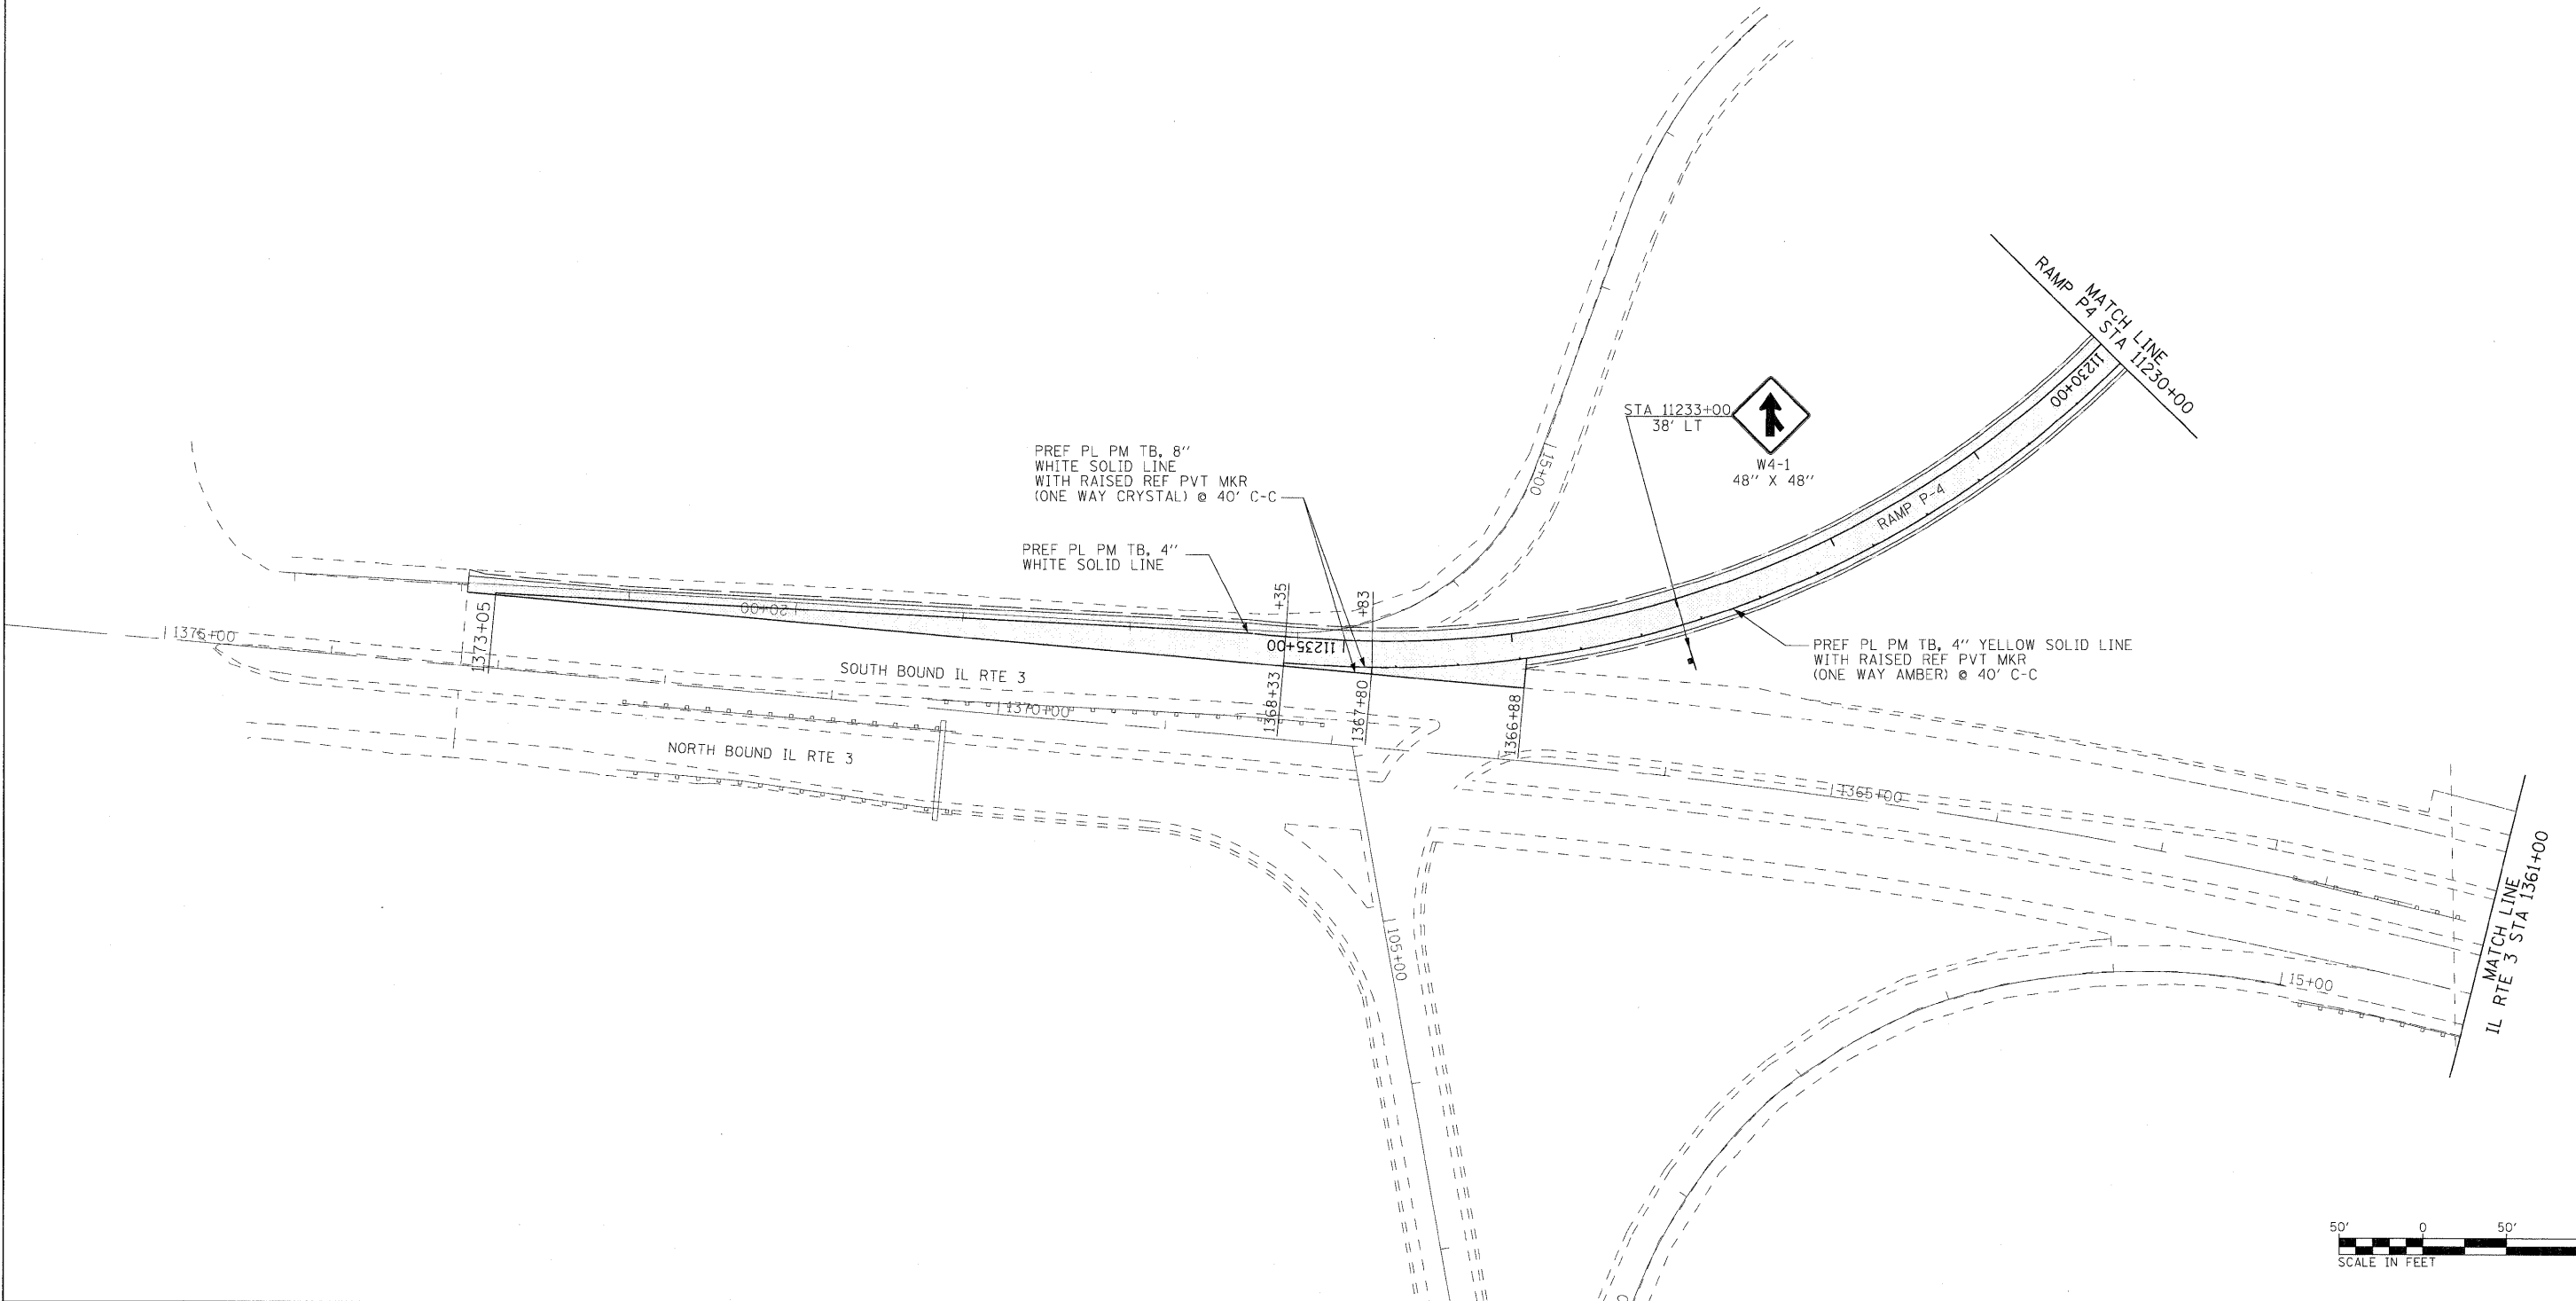 MATCH LINE
RAMP P4 STA 11230+00
11230+00
STA 11233+00
38' LT
W4-1
48" X 48"
PREF PL PM TB, 8"
WHITE SOLID LINE
WITH RAISED REF PVT MKR
(ONE WAY CRYSTAL) @ 40' C-C
15+00
RAMP P-4
PREF PL PM TB, 4"
WHITE SOLID LINE
+35
+83
20+00
1373+05
1375+00
11235+00
PREF PL PM TB, 4" YELLOW SOLID LINE
WITH RAISED REF PVT MKR
(ONE WAY AMBER) @ 40' C-C
SOUTH BOUND IL RTE 3
1370+00
1368+33
1367+80
1366+88
NORTH BOUND IL RTE 3
1365+00
MATCH LINE
IL RTE 3 STA 1361+00
105+00
15+00
50'
0
50'
SCALE IN FEET